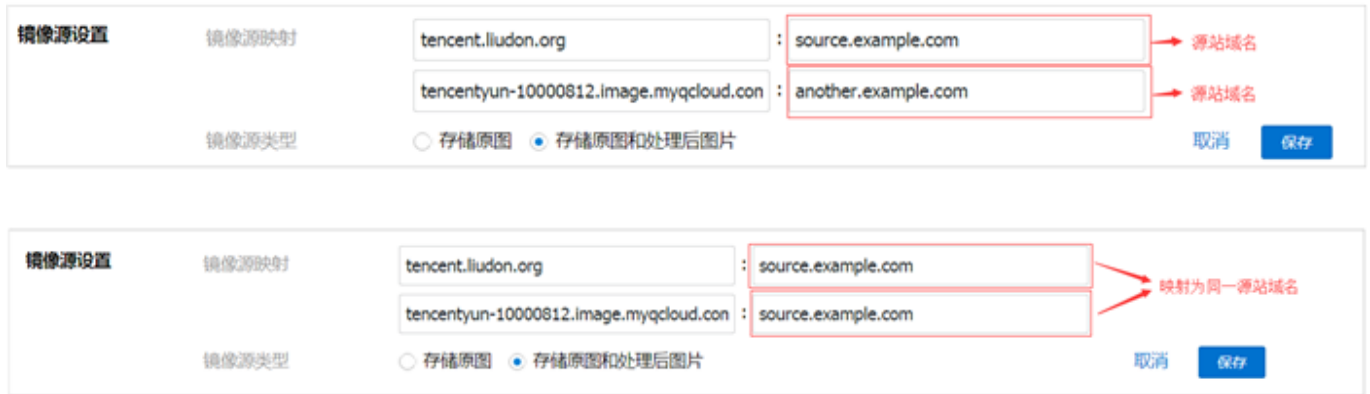 镜像源设置 镜像源映射 tencent.liudon.org : source.example.com 源站域名
tencentyun-10000812.image.myqcloud.con : another.example.com 源站域名
镜像源类型 存储原图 存储原图和处理后图片 取消 保存
镜像源设置 镜像源映射 tencent.liudon.org : source.example.com
映射为同一源站域名
tencentyun-10000812.image.myqcloud.con : source.example.com
镜像源类型 存储原图 存储原图和处理后图片 取消 保存